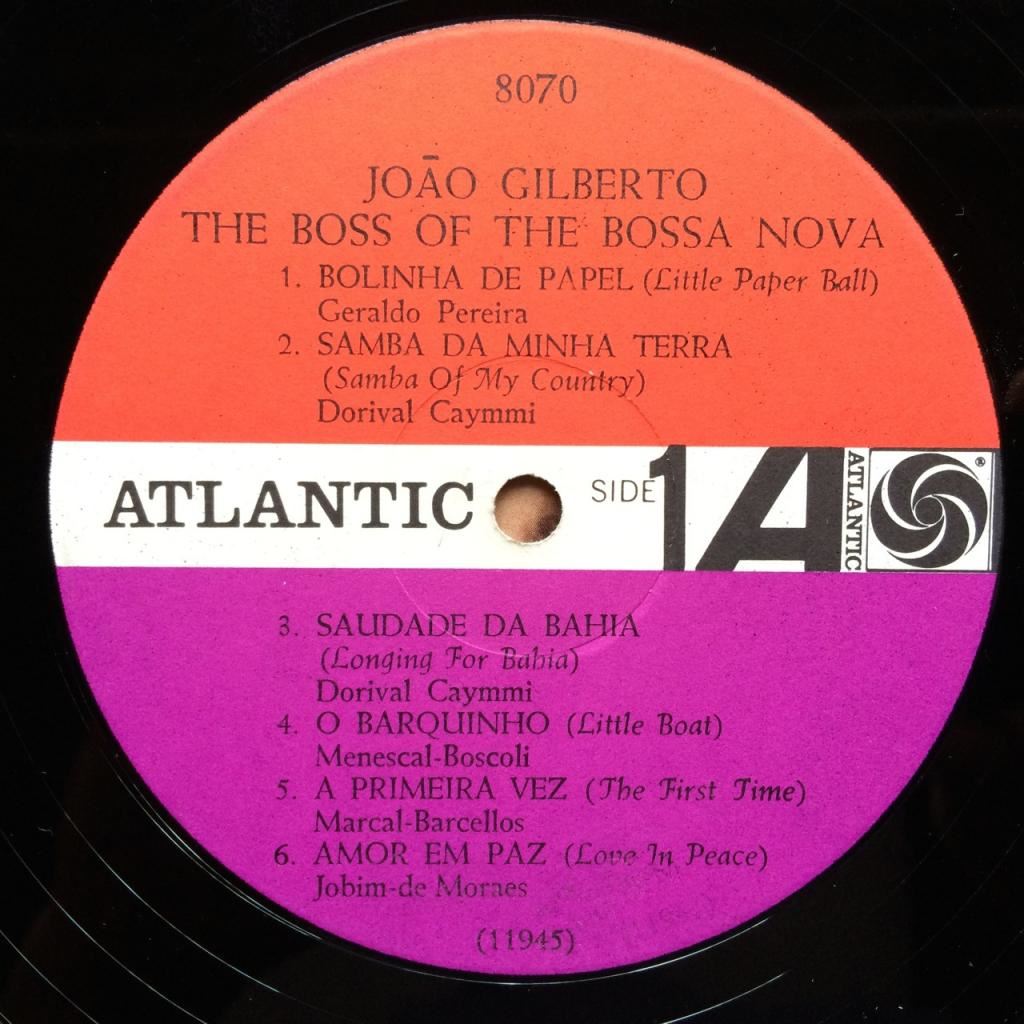 8070
JOÃO GILBERTO
THE BOSS OF THE BOSSA NOVA
1. BOLINHA DE PAPEL (Little Paper Ball)
Geraldo Pereira
2. SAMBA DA MINHA TERRA
(Samba Of My Country)
Dorival Caymmi
ATLANTIC SIDE 1 A ATLANTIC ®
3. SAUDADE DA BAHIA
(Longing For Bahia)
Dorival Caymmi
4. O BARQUINHO (Little Boat)
Menescal-Boscoli
5. A PRIMEIRA VEZ (The First Time)
Marcal-Barcellos
6. AMOR EM PAZ (Love In Peace)
Jobim-de Moraes
(11945)